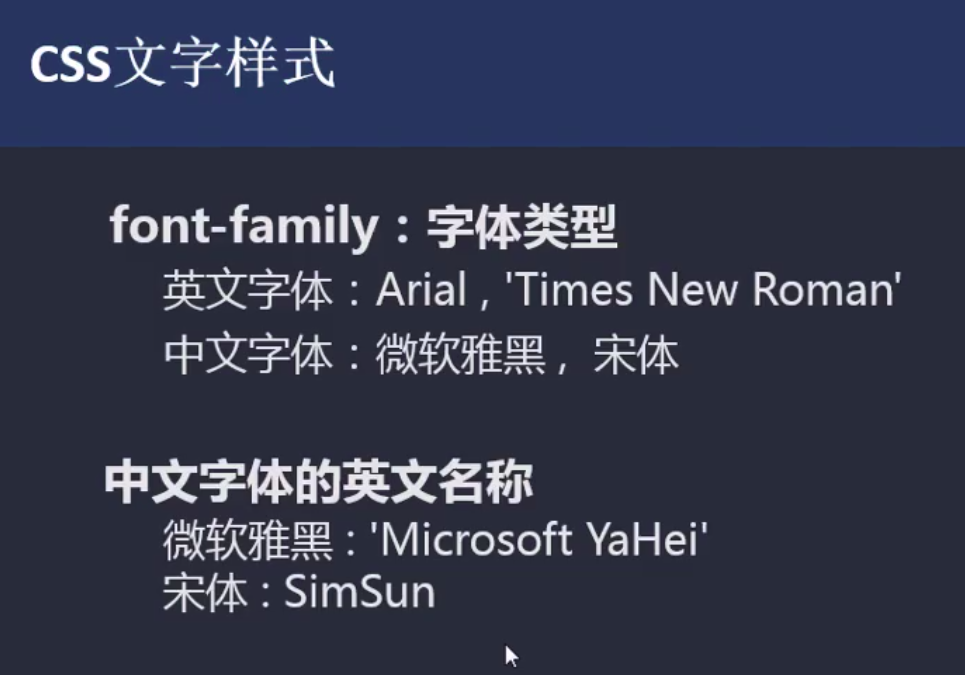 CSS文字样式
font-family：字体类型
英文字体：Arial , 'Times New Roman'
中文字体：微软雅黑 , 宋体
中文字体的英文名称
微软雅黑 : 'Microsoft YaHei'
宋体 : SimSun